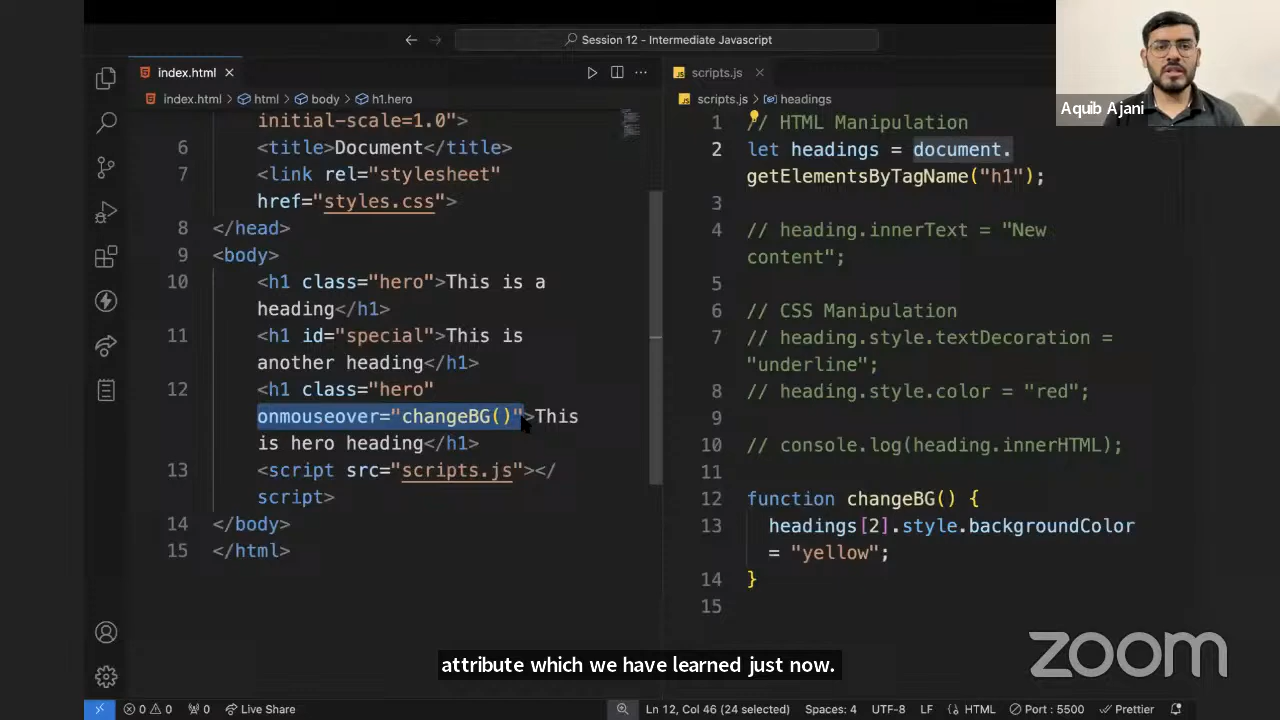 Session 12 - Intermediate Javascript
Aquib Ajani
index.html
index.html > html > body > h1.hero
initial-scale=1.0">
6 <title>Document</title>
7 <link rel="stylesheet"
href="styles.css">
8 </head>
9 <body>
10 <h1 class="hero">This is a
heading</h1>
11 <h1 id="special">This is
another heading</h1>
12 <h1 class="hero"
onmouseover="changeBG()">This
is hero heading</h1>
13 <script src="scripts.js"></
script>
14 </body>
15 </html>
JS scripts.js
JS scripts.js > headings
1 // HTML Manipulation
2 let headings = document.
getElementsByTagName("h1");
3
4 // heading.innerText = "New
content";
5
6 // CSS Manipulation
7 // heading.style.textDecoration =
"underline";
8 // heading.style.color = "red";
9
10 // console.log(heading.innerHTML);
11
12 function changeBG() {
13 headings[2].style.backgroundColor
= "yellow";
14 }
15
attribute which we have learned just now.
zoom
0 0 0 Live Share Ln 12, Col 46 (24 selected) Spaces: 4 UTF-8 LF HTML Port : 5500 Prettier